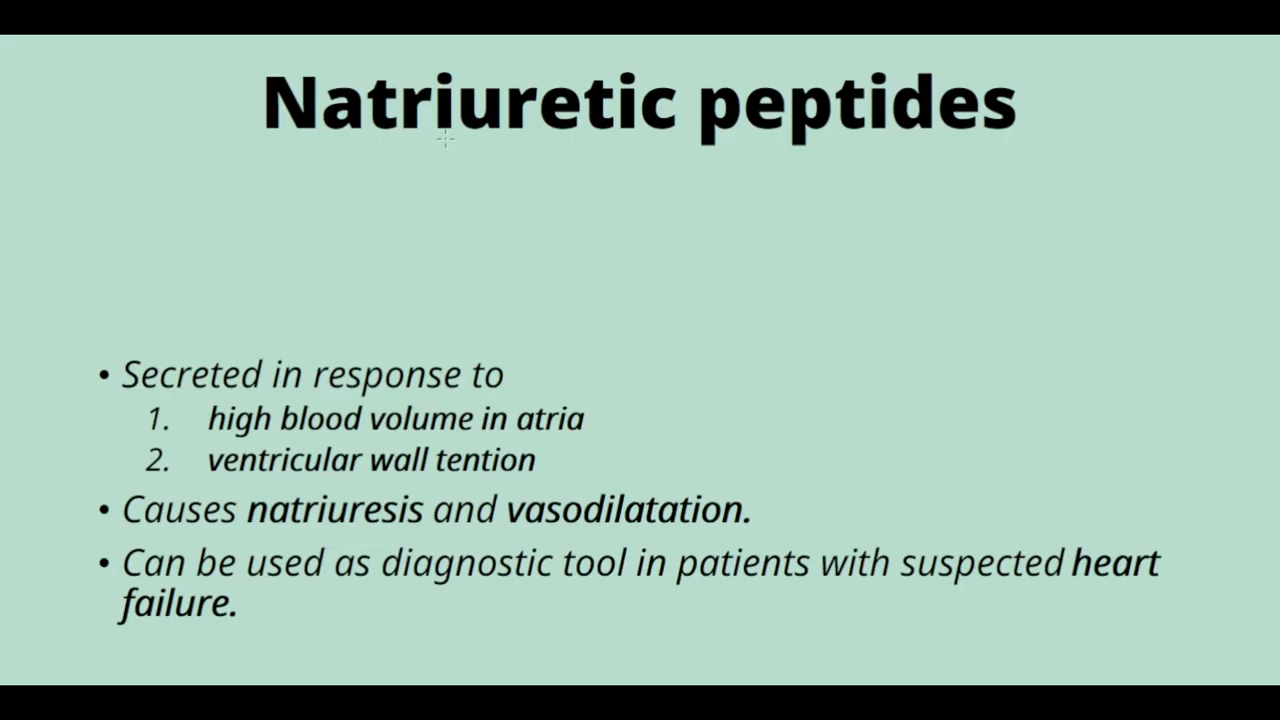 Natriuretic peptides
• Secreted in response to
1. high blood volume in atria
2. ventricular wall tention
• Causes natriuresis and vasodilatation.
• Can be used as diagnostic tool in patients with suspected heart
failure.